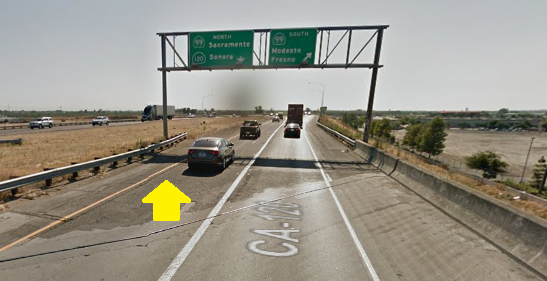 99 NORTH
Sacramento
120 Sonora
99 SOUTH
Modesto
Fresno
CA-120